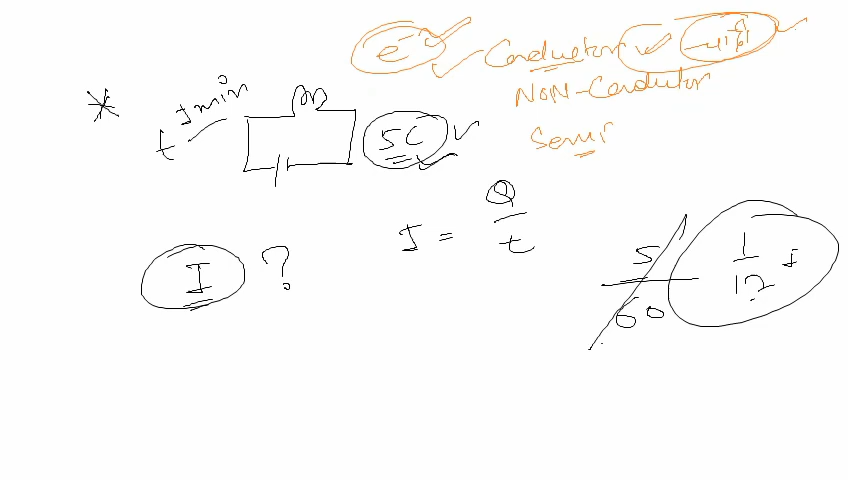 e⁻ Conductor
Non-Conductor
Semi
t 1min
5C
I = Q/t
I ?
5/60
1/12